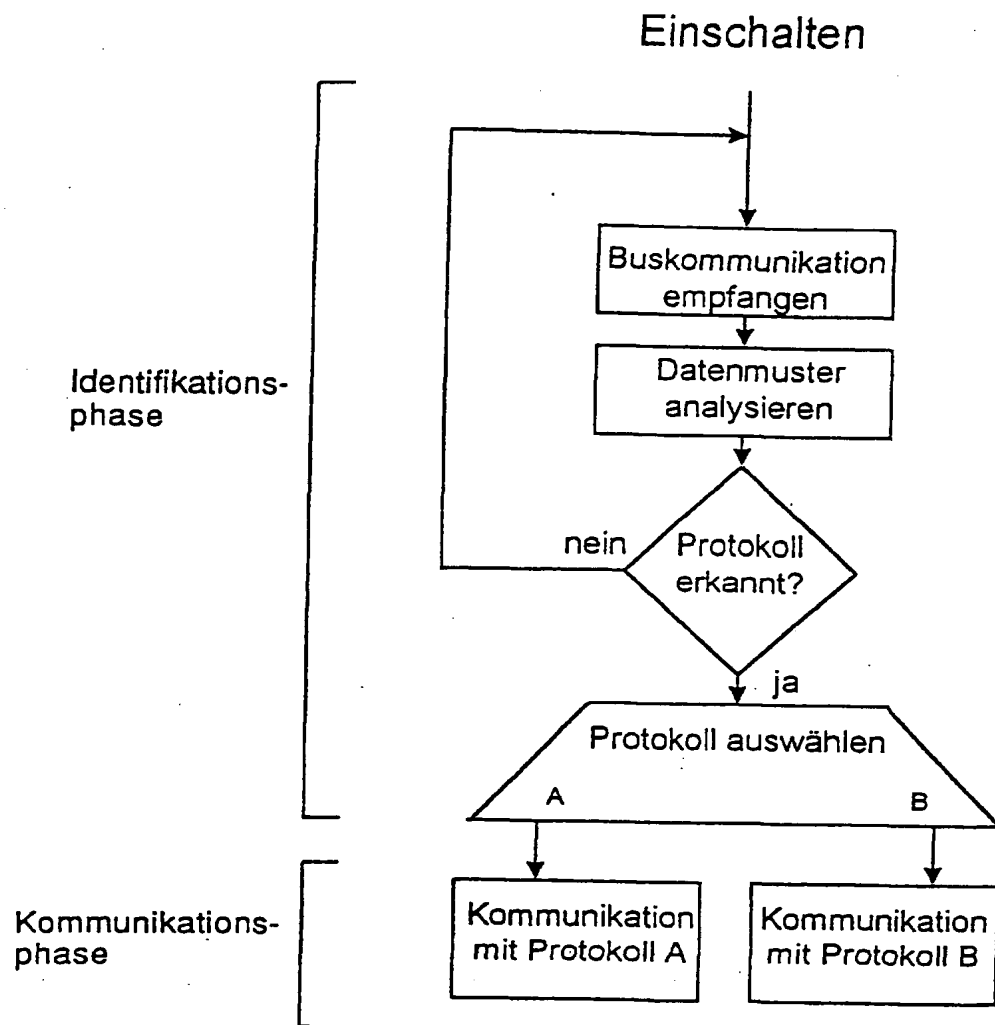 Einschalten
Buskommunikation
empfangen
Identifikations-
phase
Datenmuster
analysieren
nein
Protokoll
erkannt?
ja
Protokoll auswählen
A
B
Kommunikations-
phase
Kommunikation
mit Protokoll A
Kommunikation
mit Protokoll B